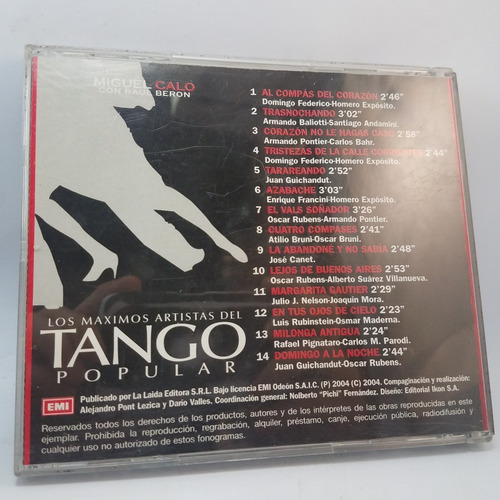 MIGUEL CALO
CON RAUL BERON
1 AL COMPÁS DEL CORAZÓN 2'46"
Domingo Federico-Homero Expósito.
2 TRASNOCHANDO 3'02"
Armando Baliotti-Santiago Andamini.
3 CORAZÓN NO LE HAGAS CASO 2'58"
Armando Pontier-Carlos Bahr.
4 TRISTEZAS DE LA CALLE CORRIENTES 2'44"
Domingo Federico-Homero Expósito.
5 TARAREANDO 2'52"
Juan Guichandut.
6 AZABACHE 3'03"
Enrique Francini-Homero Expósito.
7 EL VALS SOÑADOR 3'26"
Oscar Rubens-Armando Pontier.
8 CUATRO COMPASES 2'41"
Atilio Bruni-Oscar Bruni.
9 LA ABANDONÉ Y NO SABÍA 2'48"
José Canet.
10 LEJOS DE BUENOS AIRES 2'53"
Oscar Rubens-Alberto Suárez Villanueva.
11 MARGARITA GAUTIER 2'29"
Julio J. Nelson-Joaquin Mora.
12 EN TUS OJOS DE CIELO 2'23"
Luis Rubinstein-Osmar Maderna.
13 MILONGA ANTIGUA 2'24"
Rafael Pignataro-Carlos M. Parodi.
14 DOMINGO A LA NOCHE 2'44"
Juan Guichandut-Oscar Rubens.
LOS MAXIMOS ARTISTAS DEL
TANGO
POPULAR
EMI
Publicado por La Laida Editora S.R.L. Bajo licencia EMI Odeón S.A.I.C. (P) 2004 (C) 2004. Compaginación y realización:
Alejandro Pont Lezica y Darío Valles. Coordinación general: Nolberto "Pichi" Fernández. Diseño: Editorial Ikon S.A.
Reservados todos los derechos de los productos, autores y de los intérpretes de las obras reproducidas en este
ejemplar. Prohibida la reproducción, regrabación, alquiler, préstamo, canje, ejecución pública, radiodifusión y
cualquier uso no autorizado de estos fonogramas.